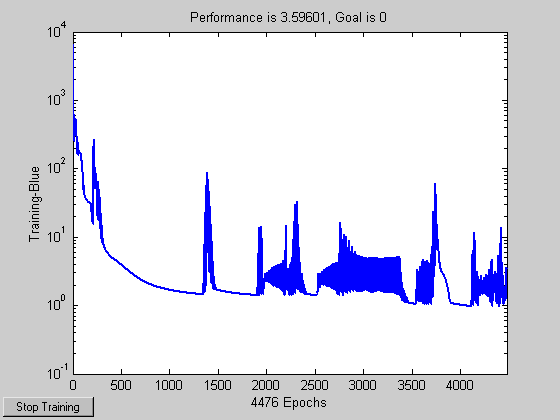 Performance is 3.59601, Goal is 0
Training-Blue
10^4
10^3
10^2
10^1
10^0
10^-1
0 500 1000 1500 2000 2500 3000 3500 4000
4476 Epochs
Stop Training